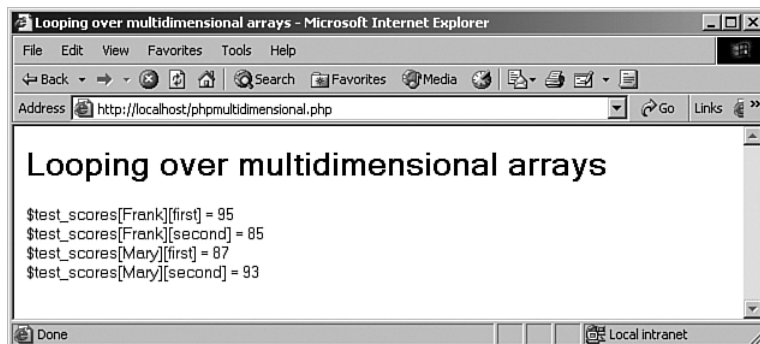 Looping over multidimensional arrays - Microsoft Internet Explorer
File Edit View Favorites Tools Help
Back Search Favorites Media
Address http://localhost/phpmultidimensional.php Go Links »
Looping over multidimensional arrays
$test_scores[Frank][first] = 95
$test_scores[Frank][second] = 85
$test_scores[Mary][first] = 87
$test_scores[Mary][second] = 93
Done Local intranet